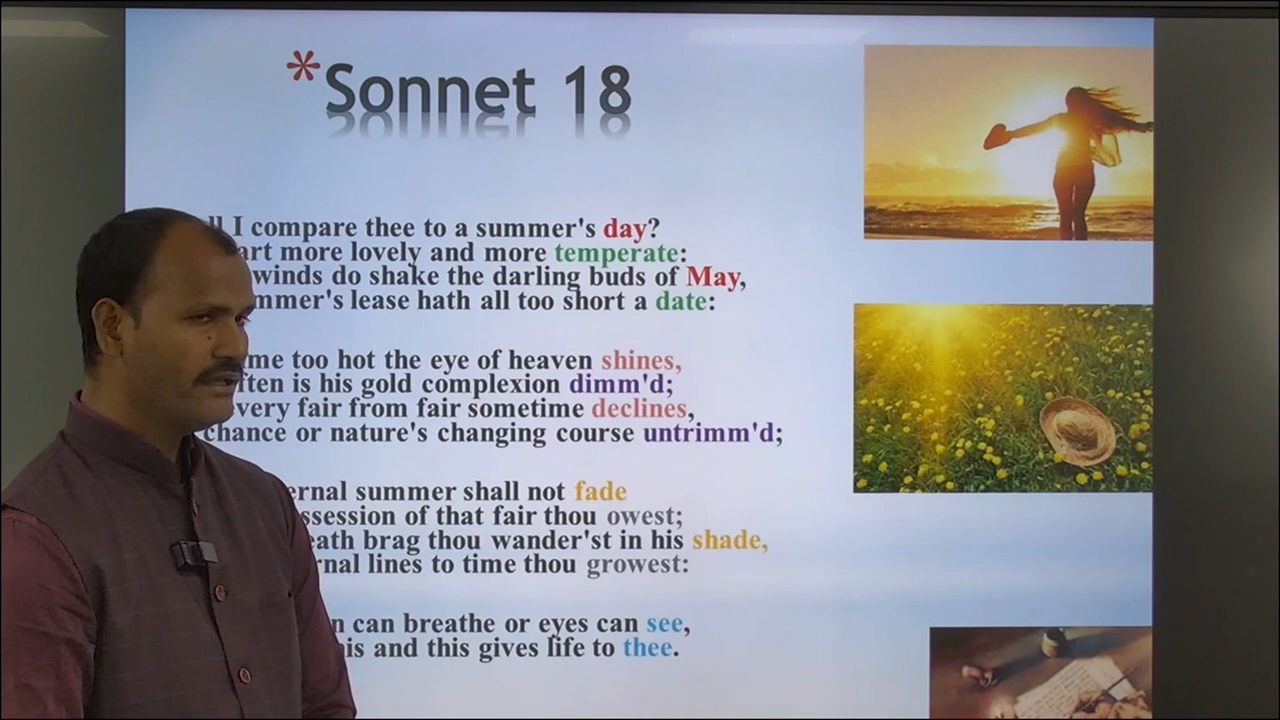 *Sonnet 18
I compare thee to a summer's day?
art more lovely and more temperate:
winds do shake the darling buds of May,
mmer's lease hath all too short a date:
me too hot the eye of heaven shines,
ften is his gold complexion dimm'd;
very fair from fair sometime declines,
chance or nature's changing course untrimm'd;
ernal summer shall not fade
ssession of that fair thou owest;
eath brag thou wander'st in his shade,
rnal lines to time thou growest:
n can breathe or eyes can see,
his and this gives life to thee.